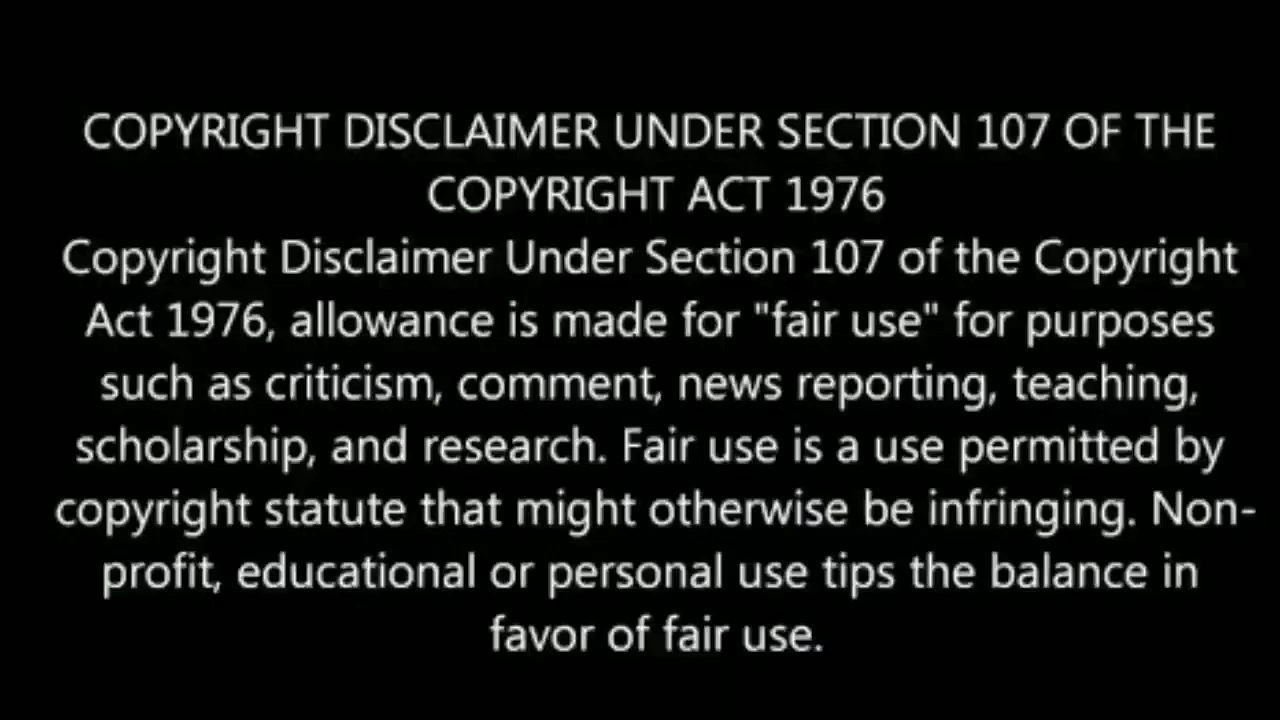 COPYRIGHT DISCLAIMER UNDER SECTION 107 OF THE
COPYRIGHT ACT 1976
Copyright Disclaimer Under Section 107 of the Copyright
Act 1976, allowance is made for "fair use" for purposes
such as criticism, comment, news reporting, teaching,
scholarship, and research. Fair use is a use permitted by
copyright statute that might otherwise be infringing. Non-
profit, educational or personal use tips the balance in
favor of fair use.